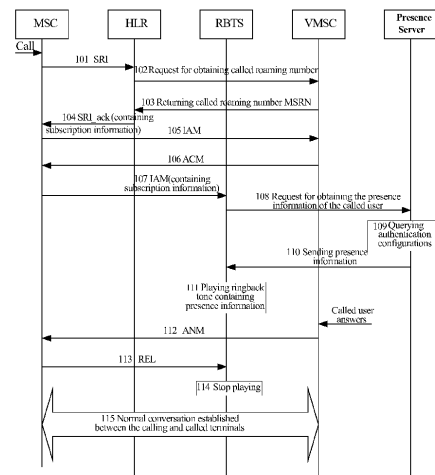 MSC
HLR
RBTS
VMSC
Presence
Server
Call
101 SRI
102 Request for obtaining called roaming number
103 Returning called roaming number MSRN
104 SRI_ack (containing
subscription information)
105 IAM
106 ACM
107 IAM(containing
subscription information)
108 Request for obtaining the presence
information of the called user
109 Querying
authentication
configurations
110 Sending presence
information
111 Playing ringback
tone containing
presence information
Called user
answers
112 ANM
113 REL
114 Stop playing
115 Normal conversation established
between the calling and called terminals